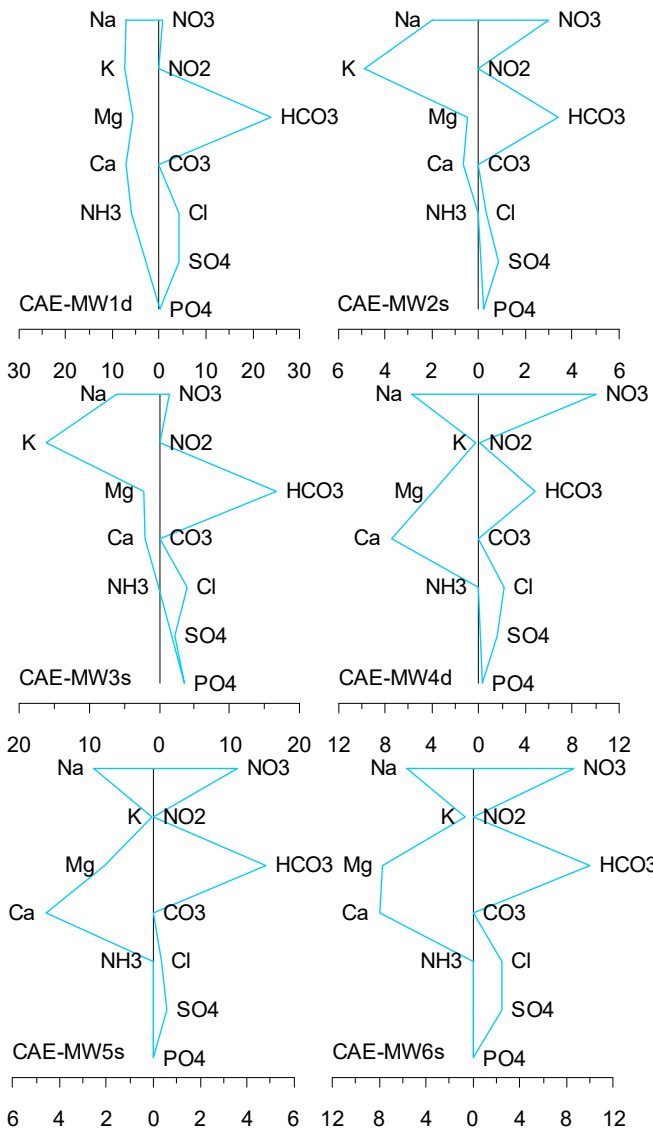 Na NO3 Na NO3
K NO2 K NO2
Mg HCO3 Mg HCO3
Ca CO3 Ca CO3
NH3 Cl NH3 Cl
SO4 SO4
CAE-MW1d PO4 CAE-MW2s PO4
30 20 10 0 10 20 30 6 4 2 0 2 4 6
Na NO3 Na NO3
K NO2 K NO2
Mg HCO3 Mg HCO3
Ca CO3 Ca CO3
NH3 Cl NH3 Cl
SO4 SO4
CAE-MW3s PO4 CAE-MW4d PO4
20 10 0 10 20 12 8 4 0 4 8 12
Na NO3 Na NO3
K NO2 K NO2
Mg HCO3 Mg HCO3
Ca CO3 Ca CO3
NH3 Cl NH3 Cl
SO4 SO4
CAE-MW5s PO4 CAE-MW6s PO4
6 4 2 0 2 4 6 12 8 4 0 4 8 12